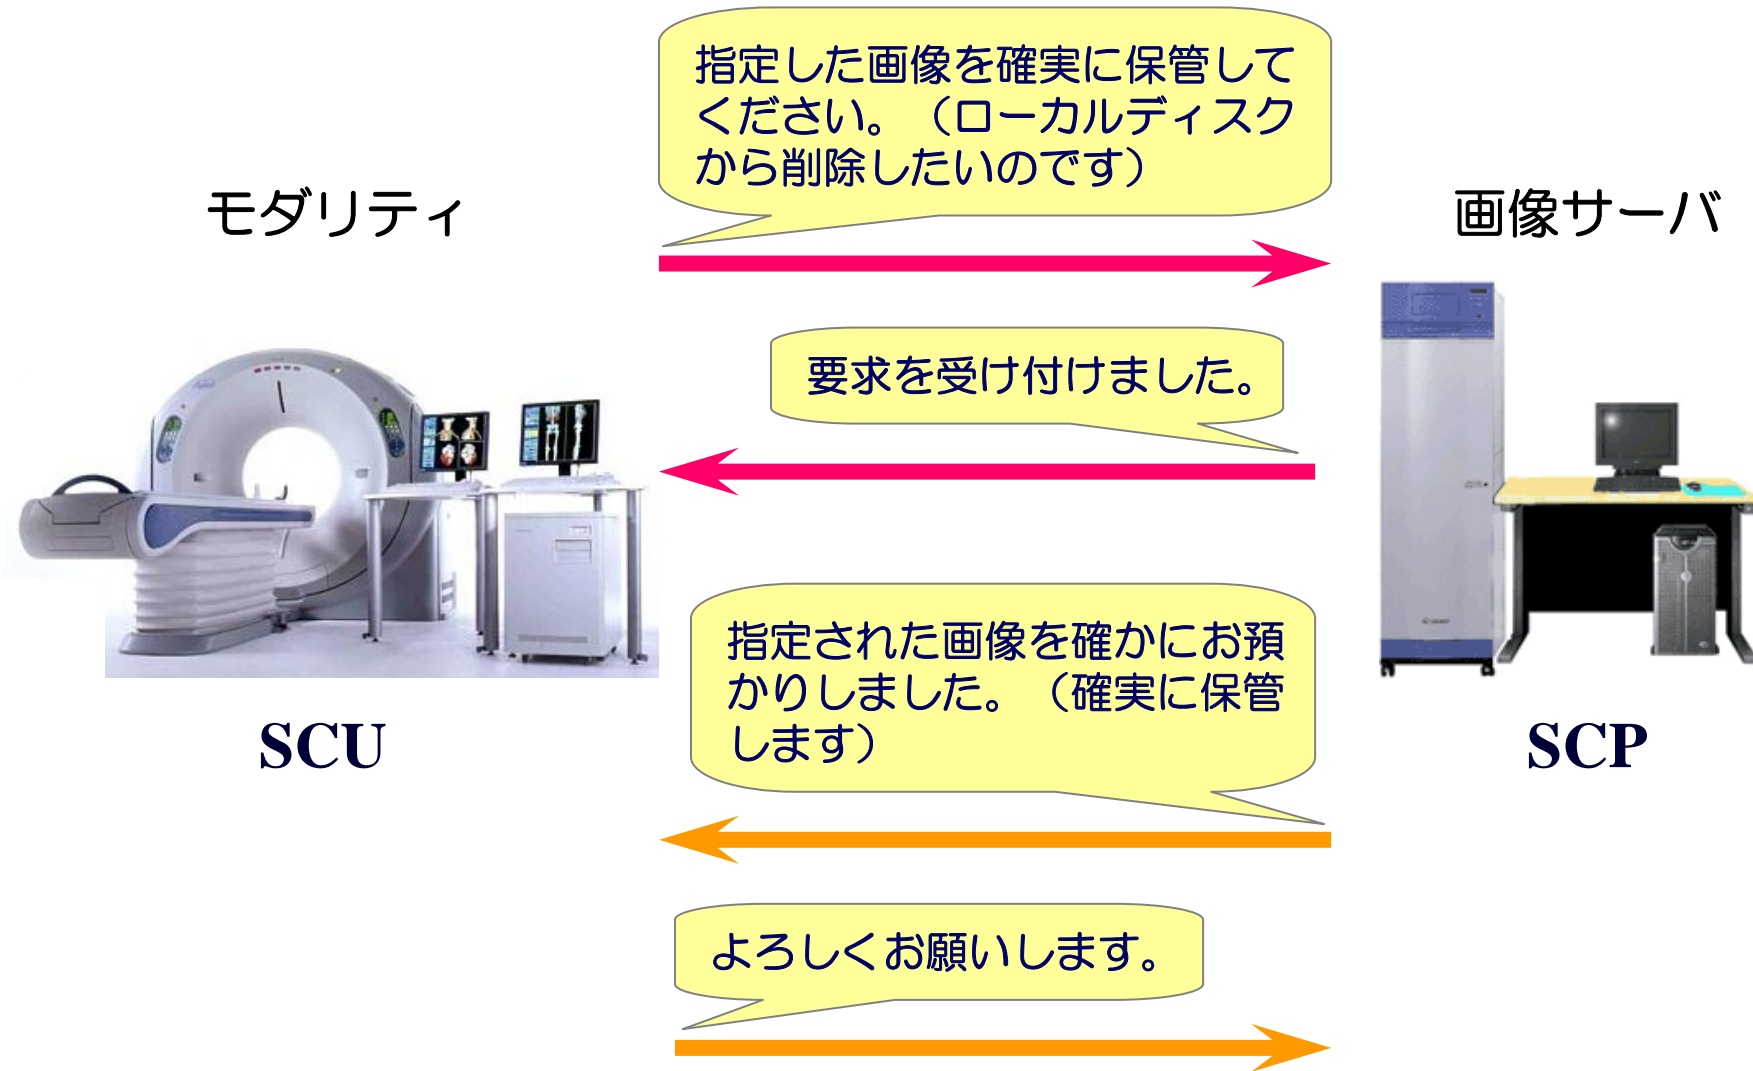 指定した画像を確実に保管して
ください。（ローカルディスク
から削除したいのです）
モダリティ
画像サーバ
要求を受け付けました。
指定された画像を確かにお預
かりしました。（確実に保管
します）
SCU
SCP
よろしくお願いします。